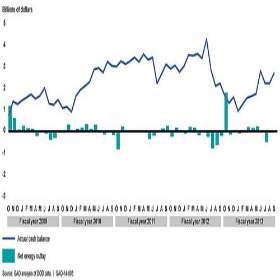 Billions of dollars
5
4
3
2
1
0
-1
-2
-3
O N D J F M A M J J A S O N D J F M A M J J A S O N D J F M A M J J A S O N D J F M A M J J A S O N D J F M A M J J A S
Fiscal year 2009 Fiscal year 2010 Fiscal year 2011 Fiscal year 2012 Fiscal year 2013
Actual cash balance
Net energy outlay
Source: GAO analysis of DOD data. | GAO-14-